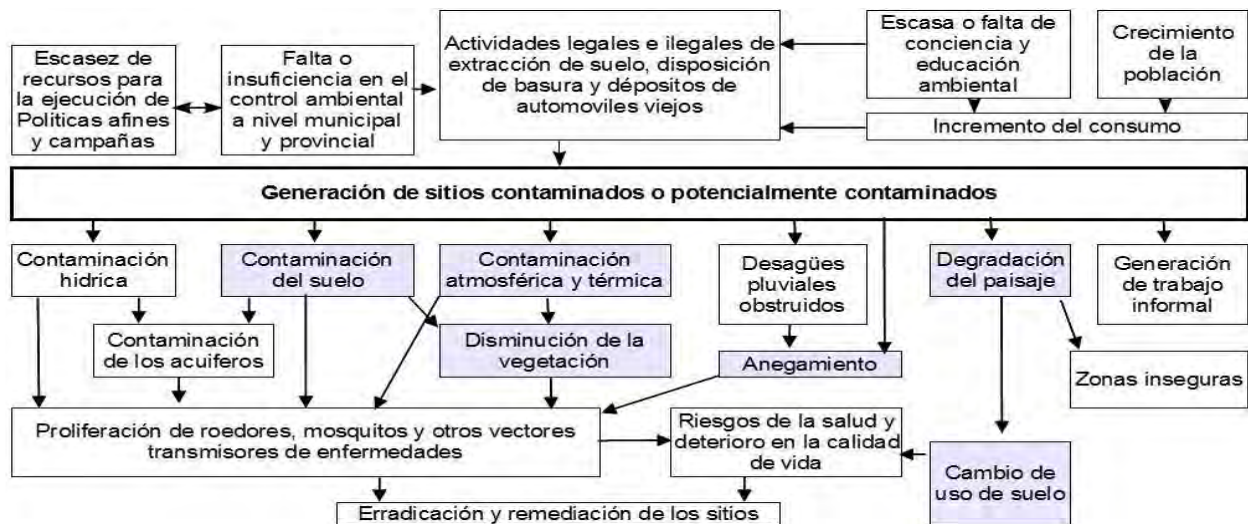 Escasez de
recursos para
la ejecución de
Politicas afines
y campañas
Falta o
insuficiencia en el
control ambiental
a nivel municipal
y provincial
Actividades legales e ilegales de
extracción de suelo, disposición
de basura y dépósitos de
automoviles viejos
Escasa o falta de
conciencia y
educación
ambiental
Crecimiento
de la
población
Incremento del consumo
Generación de sitios contaminados o potencialmente contaminados
Contaminación
hídrica
Contaminación
del suelo
Contaminación
atmosférica y térmica
Desagües
pluviales
obstruidos
Degradación
del paisaje
Generación
de trabajo
informal
Contaminación
de los acuiferos
Disminución de la
vegetación
Anegamiento
Zonas inseguras
Proliferación de roedores, mosquitos y otros vectores
transmisores de enfermedades
Riesgos de la salud y
deterioro en la calidad
de vida
Cambio de
uso de suelo
Erradicación y remediación de los sitios